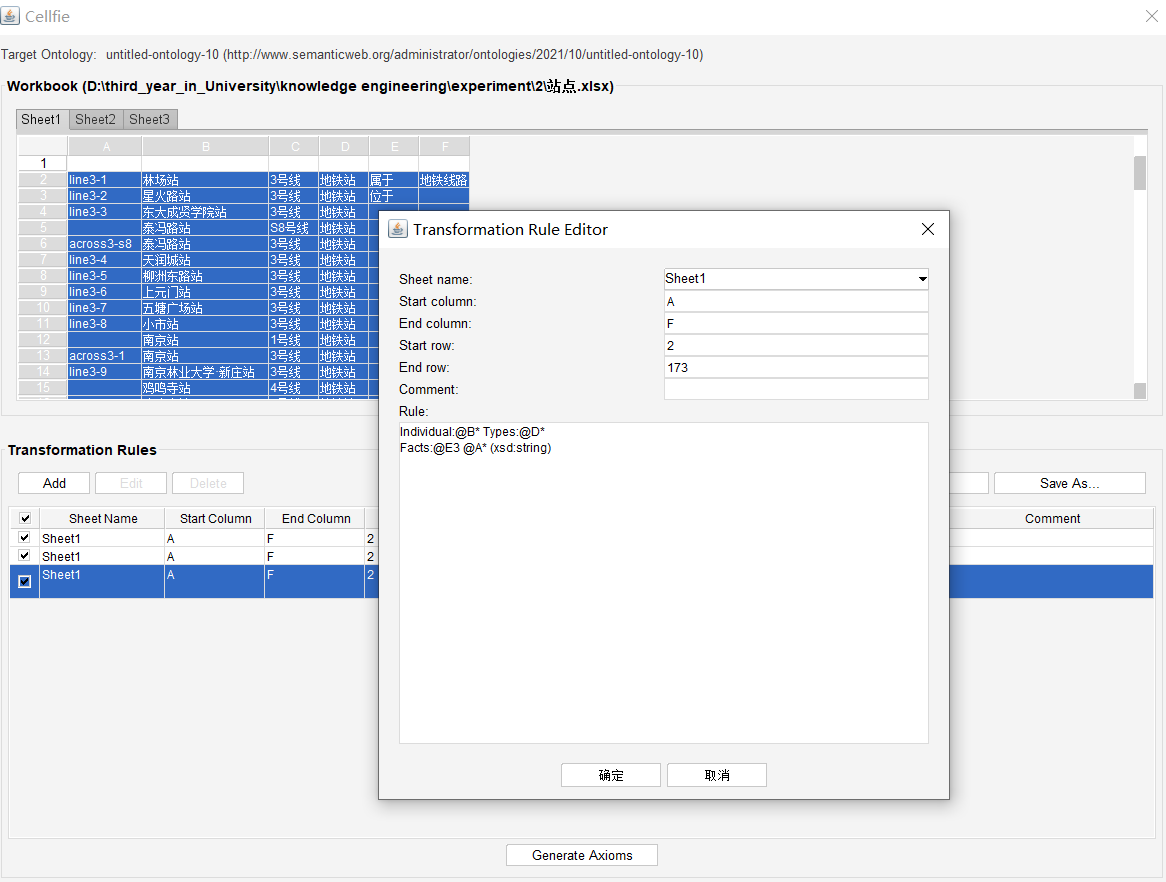 Cellfie
Target Ontology: untitled-ontology-10 (http://www.semanticweb.org/administrator/ontologies/2021/10/untitled-ontology-10)
Workbook (D:\third_year_in_University\knowledge engineering\experiment\2\站点.xlsx)
Sheet1 Sheet2 Sheet3
A B C D E F
1
2 line3-1 林场站 3号线 地铁站 属于 地铁线路
3 line3-2 星火路站 3号线 地铁站 位于
4 line3-3 东大成贤学院站 3号线 地铁站
5 泰冯路站 S8号线 地铁站
6 across3-s8 泰冯路站 3号线 地铁站
7 line3-4 天润城站 3号线 地铁站
8 line3-5 柳洲东路站 3号线 地铁站
9 line3-6 上元门站 3号线 地铁站
10 line3-7 五塘广场站 3号线 地铁站
11 line3-8 小市站 3号线 地铁站
12 南京站 1号线 地铁站
13 across3-1 南京站 3号线 地铁站
14 line3-9 南京林业大学·新庄站 3号线 地铁站
15 鸡鸣寺站 4号线 地铁站
Transformation Rule Editor
Sheet name: Sheet1
Start column: A
End column: F
Start row: 2
End row: 173
Comment:
Rule:
Individual:@B* Types:@D*
Facts:@E3 @A* (xsd:string)
确定 取消
Transformation Rules
Add Edit Delete Save As...
Sheet Name Start Column End Column Comment
Sheet1 A F 2
Sheet1 A F 2
Sheet1 A F 2
Generate Axioms